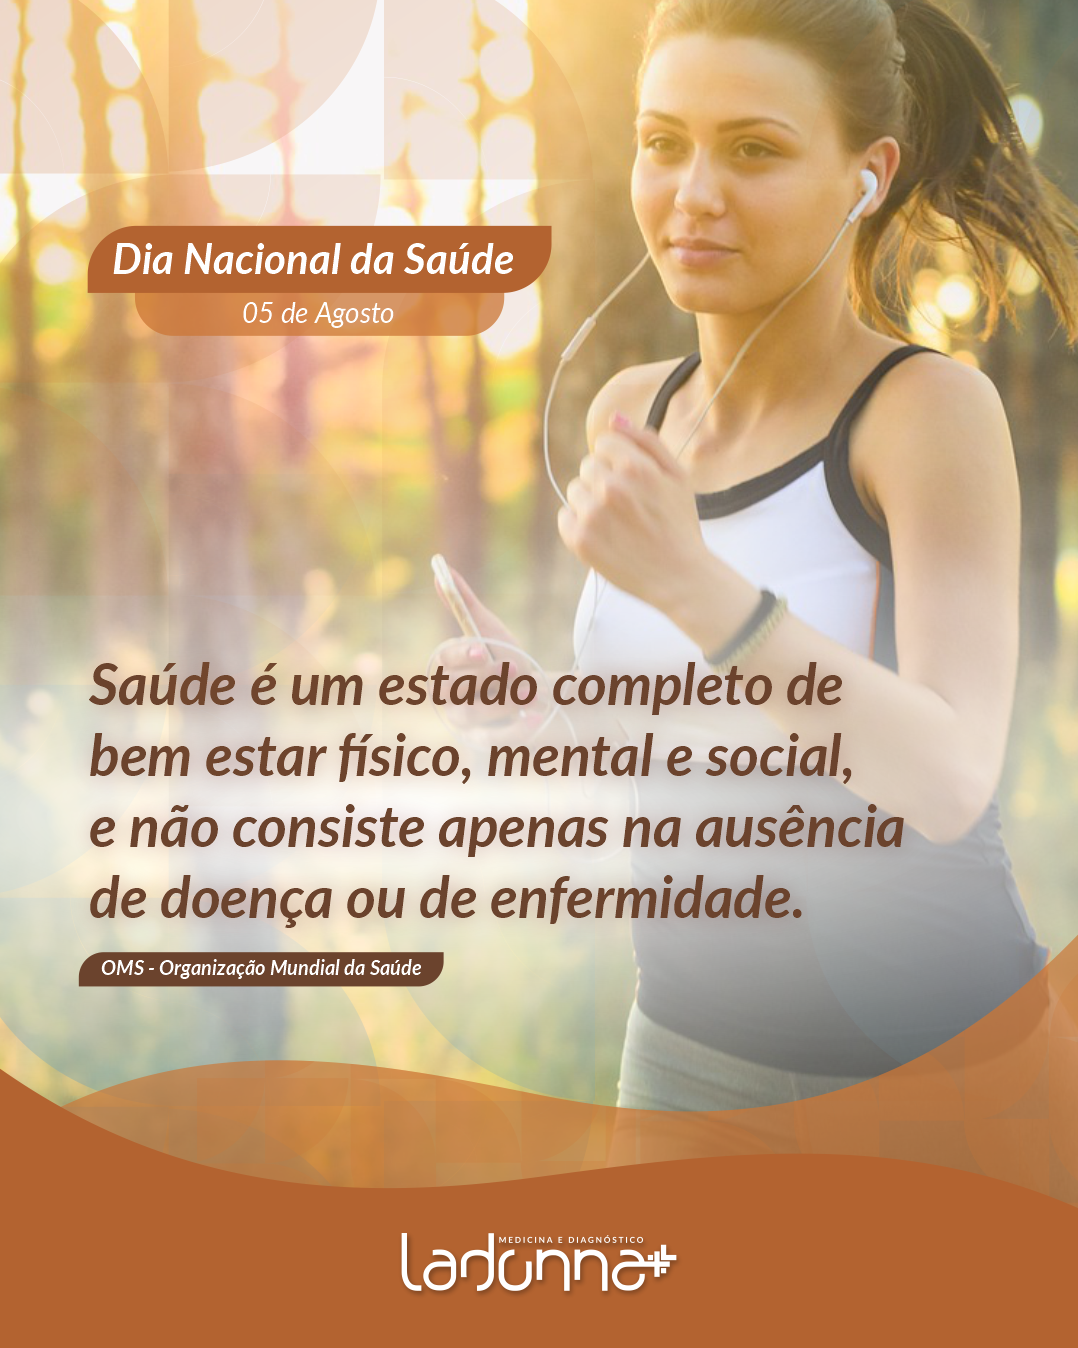 Dia Nacional da Saúde
05 de Agosto
Saúde é um estado completo de
bem estar físico, mental e social,
e não consiste apenas na ausência
de doença ou de enfermidade.
OMS - Organização Mundial da Saúde
MEDICINA E DIAGNÓSTICO
Ladonna